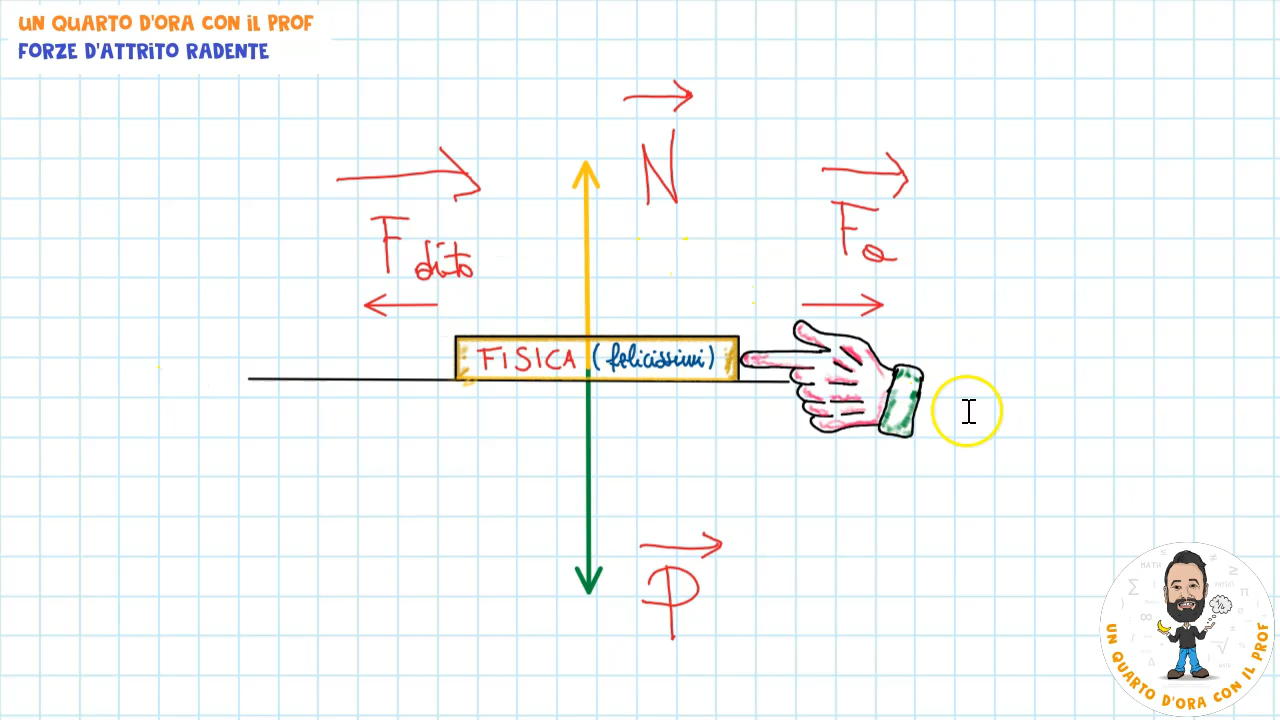 UN QUARTO D'ORA CON IL PROF
FORZE D'ATTRITO RADENTE
N
F dito
Fa
FISICA (felicissimi)
P
MATH
UN QUARTO D'ORA CON IL PROF